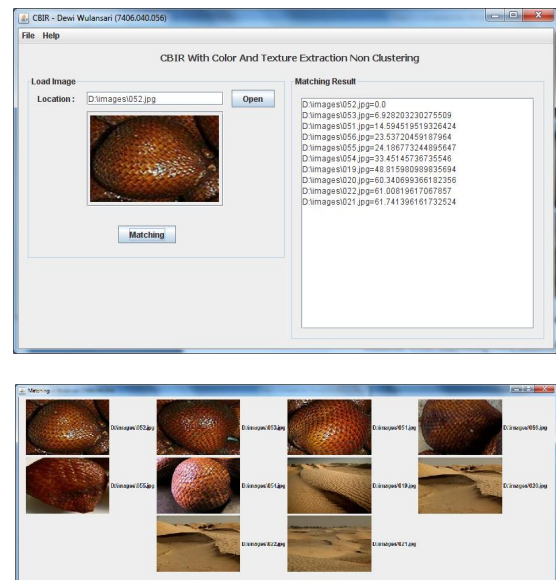 CBIR - Dewi Wulansari (7406.040.056)
File Help
CBIR With Color And Texture Extraction Non Clustering
Load Image
Location : D:\images\052.jpg Open
Matching
Matching Result
D:\images\052.jpg=0.0
D:\images\053.jpg=6.928203230275509
D:\images\051.jpg=14.594519519326424
D:\images\056.jpg=23.53720459187964
D:\images\055.jpg=24.186773244895647
D:\images\054.jpg=33.45145736735546
D:\images\019.jpg=48.815980989835694
D:\images\020.jpg=60.340699366182356
D:\images\022.jpg=61.00819617067857
D:\images\021.jpg=61.741396161732524
Matching
D:\images\052.jpg D:\images\053.jpg D:\images\051.jpg D:\images\056.jpg
D:\images\055.jpg D:\images\054.jpg D:\images\019.jpg D:\images\020.jpg
D:\images\022.jpg D:\images\021.jpg